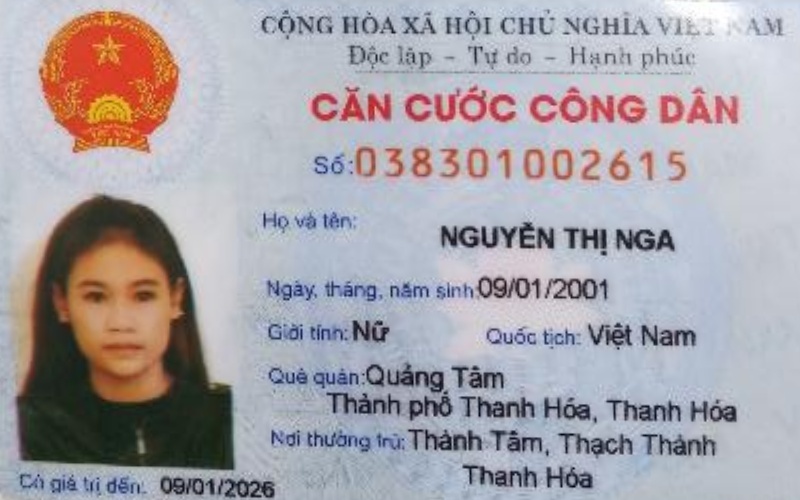 CỘNG HÒA XÃ HỘI CHỦ NGHĨA VIỆT NAM
Độc lập - Tự do - Hạnh phúc
CĂN CƯỚC CÔNG DÂN
Số: 038301002615
Họ và tên:
NGUYỄN THỊ NGA
Ngày, tháng, năm sinh: 09/01/2001
Giới tính: Nữ Quốc tịch: Việt Nam
Quê quán: Quảng Tâm
Thành phố Thanh Hóa, Thanh Hóa
Nơi thường trú: Thành Tâm, Thạch Thành
Thanh Hóa
Có giá trị đến: 09/01/2026